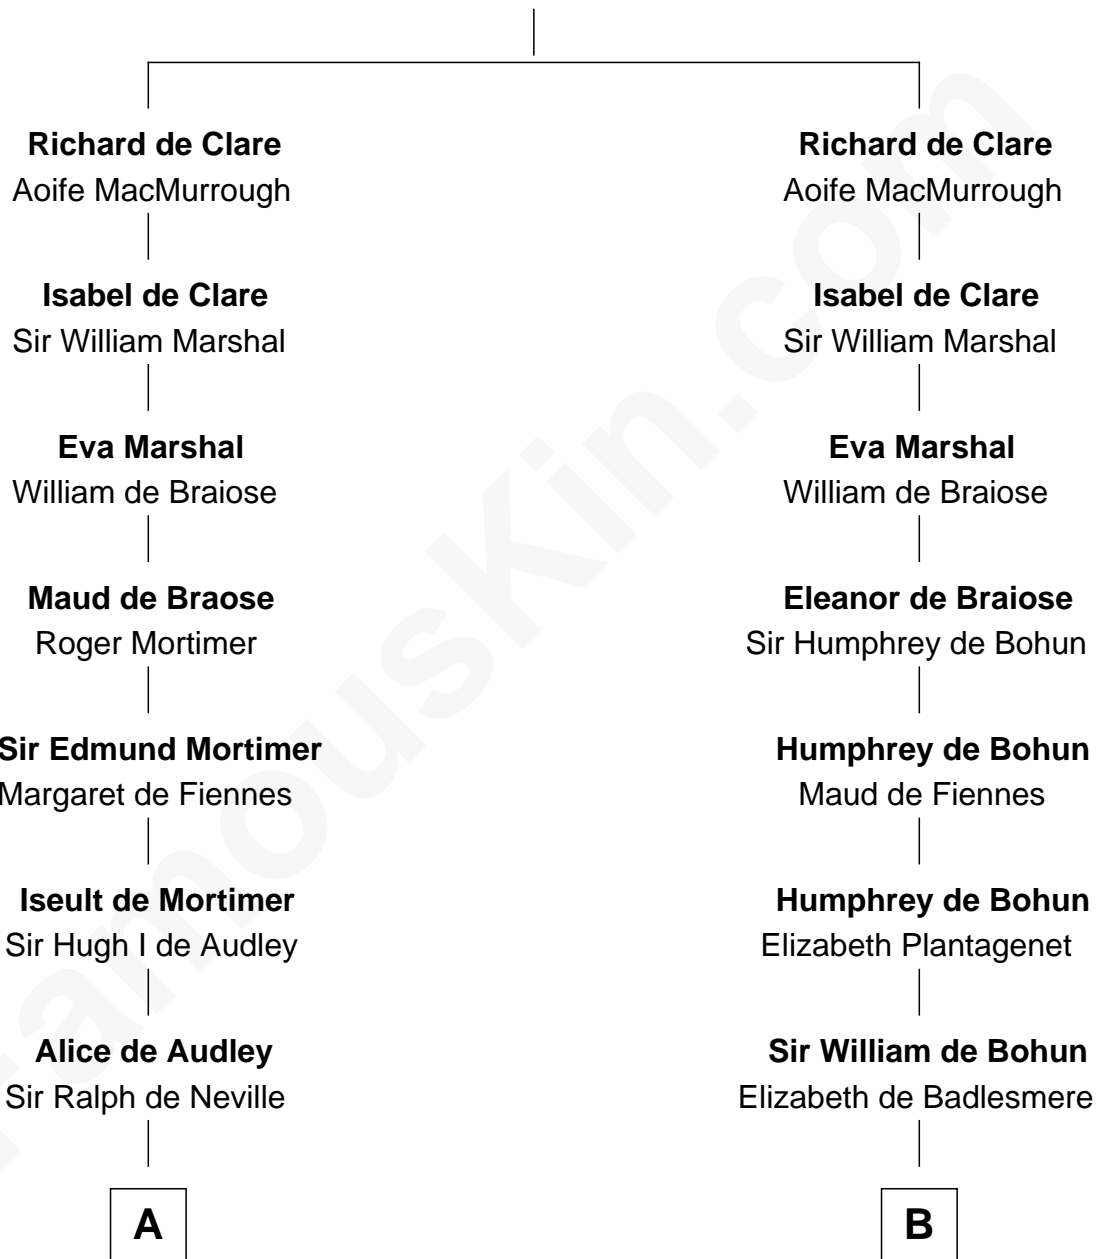 Richard de Clare
Aoife MacMurrough
Isabel de Clare
Sir William Marshal
Eva Marshal
William de Braiose
Maud de Braose
Roger Mortimer
Sir Edmund Mortimer
Margaret de Fiennes
Iseult de Mortimer
Sir Hugh I de Audley
Alice de Audley
Sir Ralph de Neville
A
Richard de Clare
Aoife MacMurrough
Isabel de Clare
Sir William Marshal
Eva Marshal
William de Braiose
Eleanor de Braiose
Sir Humphrey de Bohun
Humphrey de Bohun
Maud de Fiennes
Humphrey de Bohun
Elizabeth Plantagenet
Sir William de Bohun
Elizabeth de Badlesmere
B
FamousKin.com